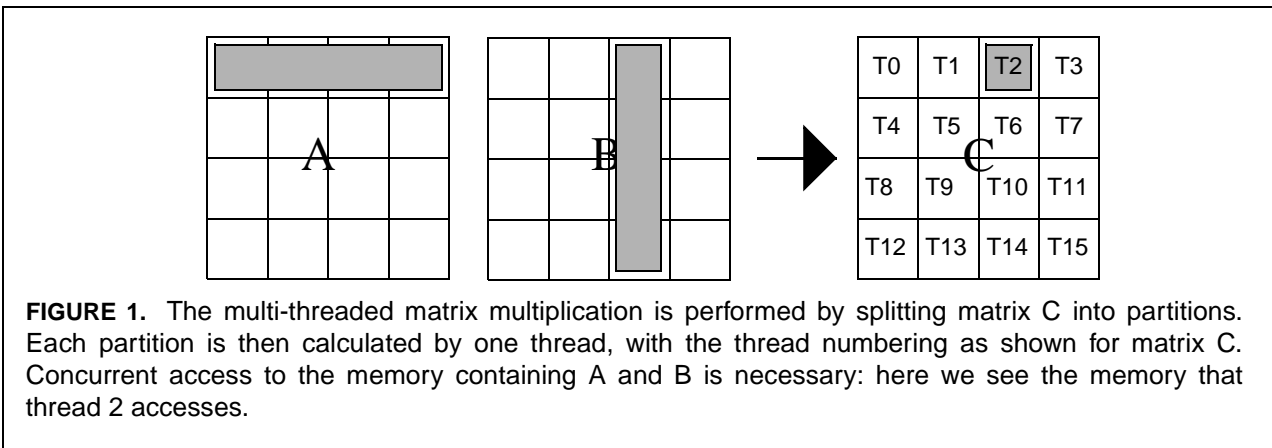 A
B
T0 T1 T2 T3
T4 T5 T6 T7
C
T8 T9 T10 T11
T12 T13 T14 T15
FIGURE 1. The multi-threaded matrix multiplication is performed by splitting matrix C into partitions.
Each partition is then calculated by one thread, with the thread numbering as shown for matrix C.
Concurrent access to the memory containing A and B is necessary: here we see the memory that
thread 2 accesses.